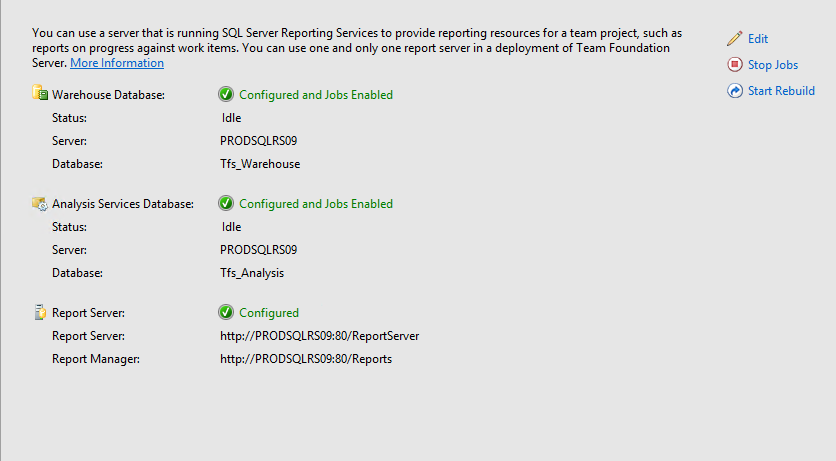 You can use a server that is running SQL Server Reporting Services to provide reporting resources for a team project, such as
reports on progress against work items. You can use one and only one report server in a deployment of Team Foundation
Server. More Information
Edit
Stop Jobs
Start Rebuild
Warehouse Database: Configured and Jobs Enabled
Status: Idle
Server: PRODSQLRS09
Database: Tfs_Warehouse
Analysis Services Database: Configured and Jobs Enabled
Status: Idle
Server: PRODSQLRS09
Database: Tfs_Analysis
Report Server: Configured
Report Server: http://PRODSQLRS09:80/ReportServer
Report Manager: http://PRODSQLRS09:80/Reports